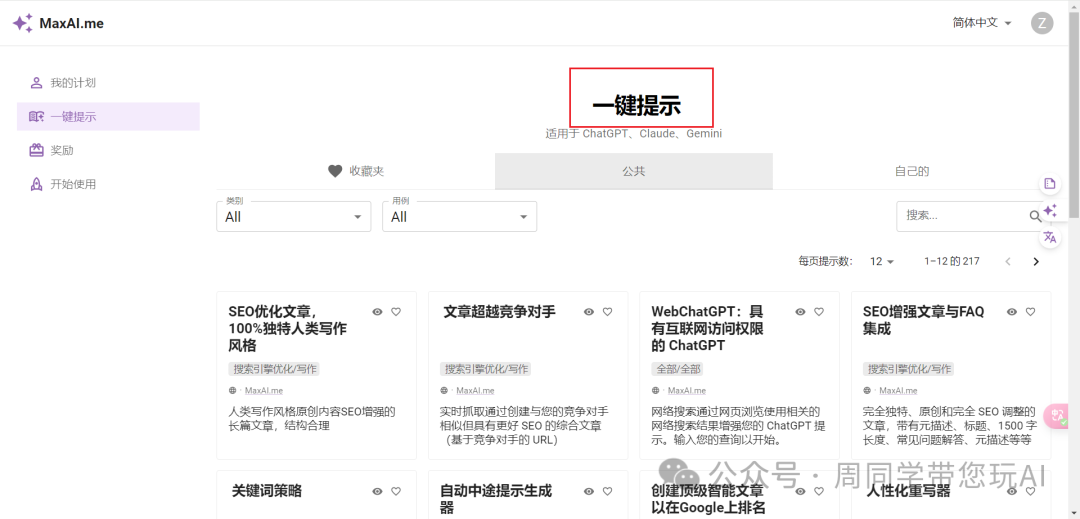 MaxAI.me
简体中文
Z
我的计划
一键提示
奖励
开始使用
一键提示
适用于 ChatGPT、Claude、Gemini
收藏夹
公共
自己的
类别
All
用例
All
搜索...
每页提示数:
12
1–12 的 217
SEO优化文章，
100%独特人类写作
风格
搜索引擎优化/写作
MaxAI.me
人类写作风格原创内容SEO增强的
长篇文章，结构合理
文章超越竞争对手
搜索引擎优化/写作
MaxAI.me
实时抓取通过创建与您的竞争对手
相似但具有更好 SEO 的综合文章
（基于竞争对手的 URL）
WebChatGPT：具
有互联网访问权限
的 ChatGPT
全部/全部
MaxAI.me
网络搜索通过网页浏览使用相关的
网络搜索结果增强您的 ChatGPT 提
示。输入您的查询以开始。
SEO增强文章与FAQ
集成
搜索引擎优化/写作
MaxAI.me
完全独特、原创和完全 SEO 调整的
文章，带有元描述、标题、1500 字
长度、常见问题解答、元描述等等
关键词策略
自动中途提示生成
器
创建顶级智能文章
以在Google上排名
人性化重写器
公众号 · 周同学带您玩AI